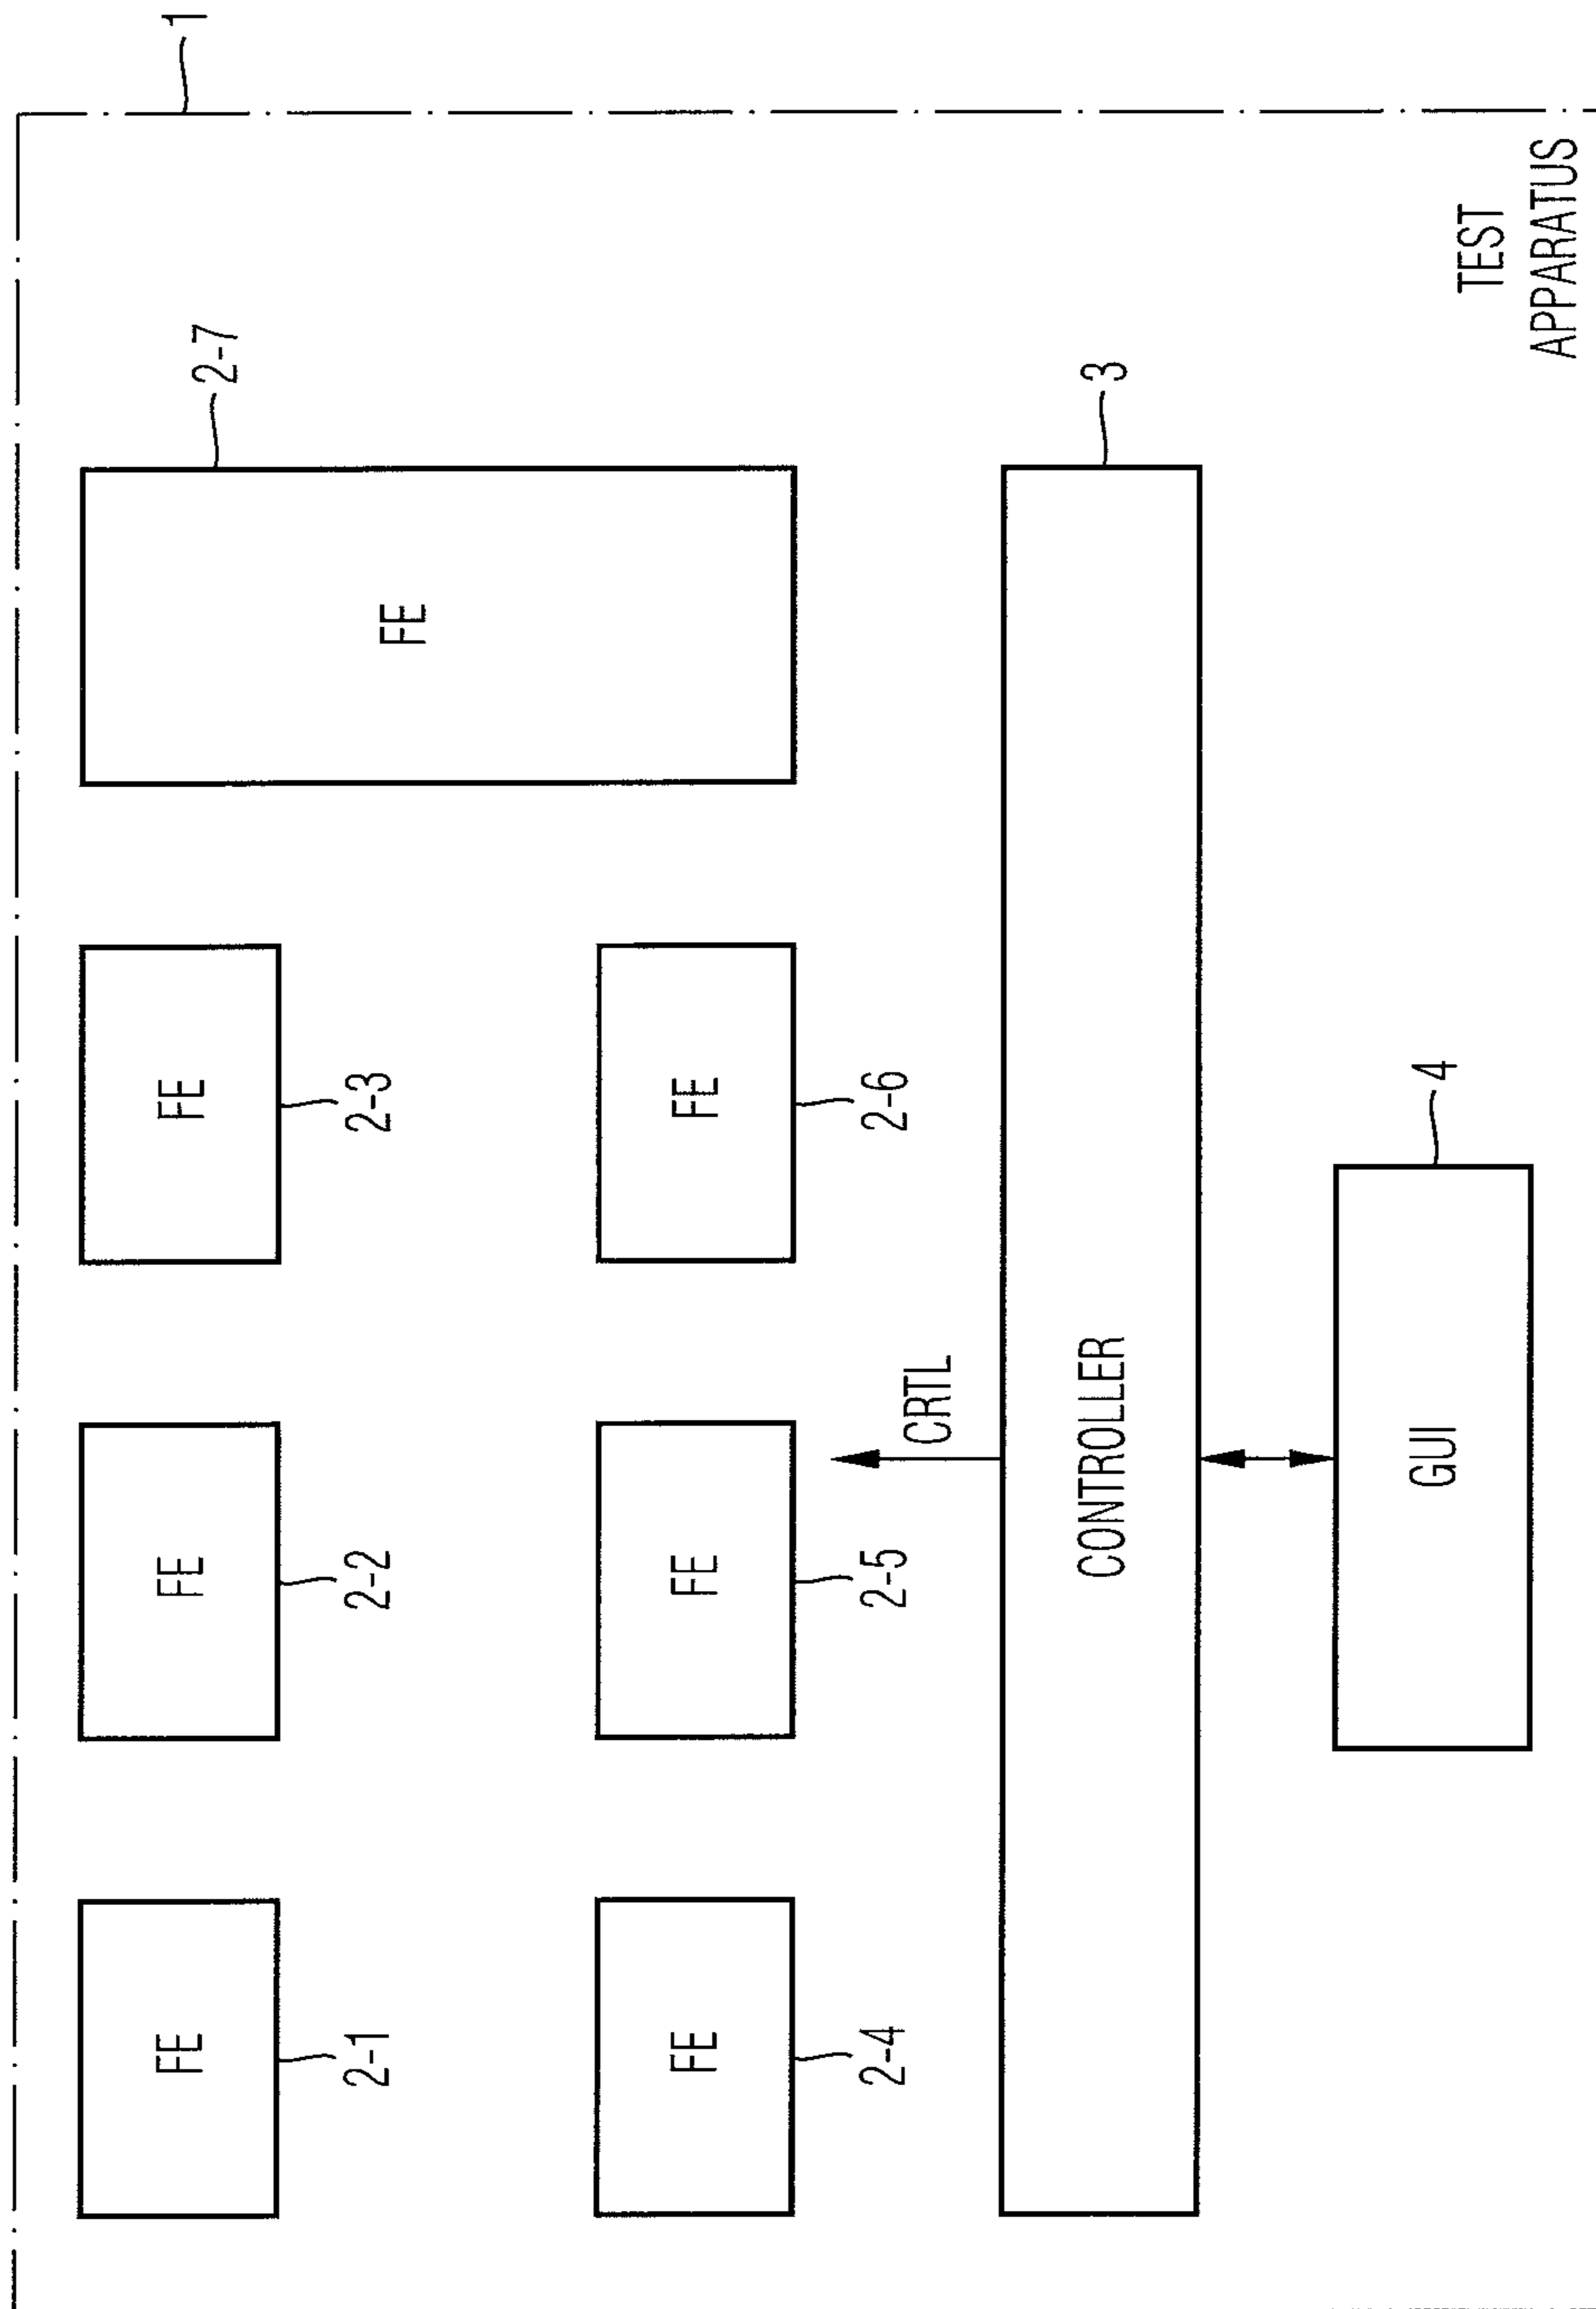 1
FE
FE
FE
2-7
2-1
2-2
2-3
FE
FE
FE
FE
2-4
2-5
2-6
CRTL
CONTROLLER
3
GUI
4
TEST
APPARATUS